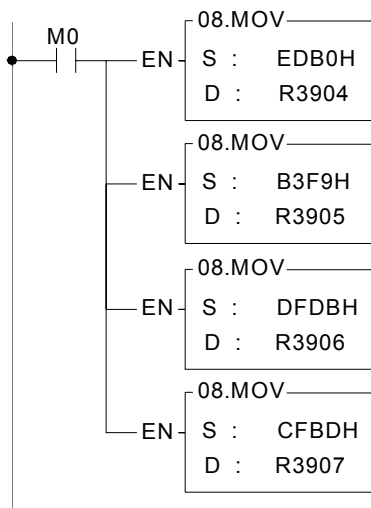 08.MOV
M0
EN S : EDB0H
D : R3904
08.MOV
EN S : B3F9H
D : R3905
08.MOV
EN S : DFDBH
D : R3906
08.MOV
EN S : CFBDH
D : R3907